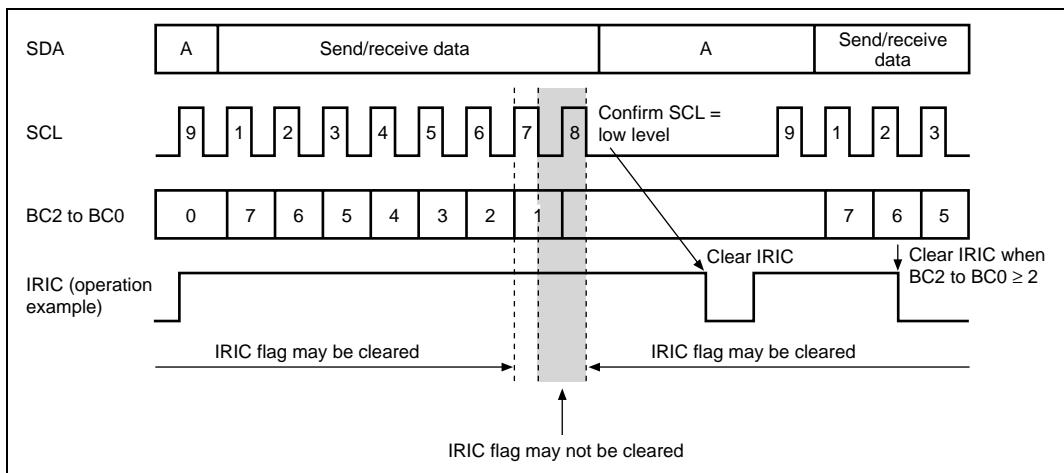 SDA
A
Send/receive data
A
Send/receive
data
SCL
9
1
2
3
4
5
6
7
8
Confirm SCL =
low level
9
1
2
3
BC2 to BC0
0
7
6
5
4
3
2
1
7
6
5
IRIC (operation
example)
Clear IRIC
Clear IRIC when
BC2 to BC0 ≥ 2
IRIC flag may be cleared
IRIC flag may be cleared
IRIC flag may not be cleared